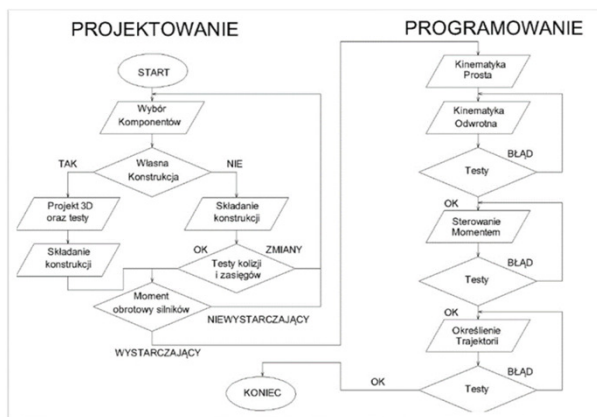 PROJEKTOWANIE
START
Wybór
Komponentów
TAK
Własna
Konstrukcja
NIE
Projekt 3D
oraz testy
Składanie
konstrukcji
Składanie
konstrukcji
OK
ZMIANY
Testy kolizji
i zasięgów
Moment
obrotowy silników
NIEWYSTARCZAJĄCY
WYSTARCZAJĄCY
PROGRAMOWANIE
Kinematyka
Prosta
Kinematyka
Odwrotna
BŁĄD
Testy
OK
Sterowanie
Momentem
BŁĄD
Testy
OK
Określienie
Trajektorii
BŁĄD
Testy
OK
KONIEC